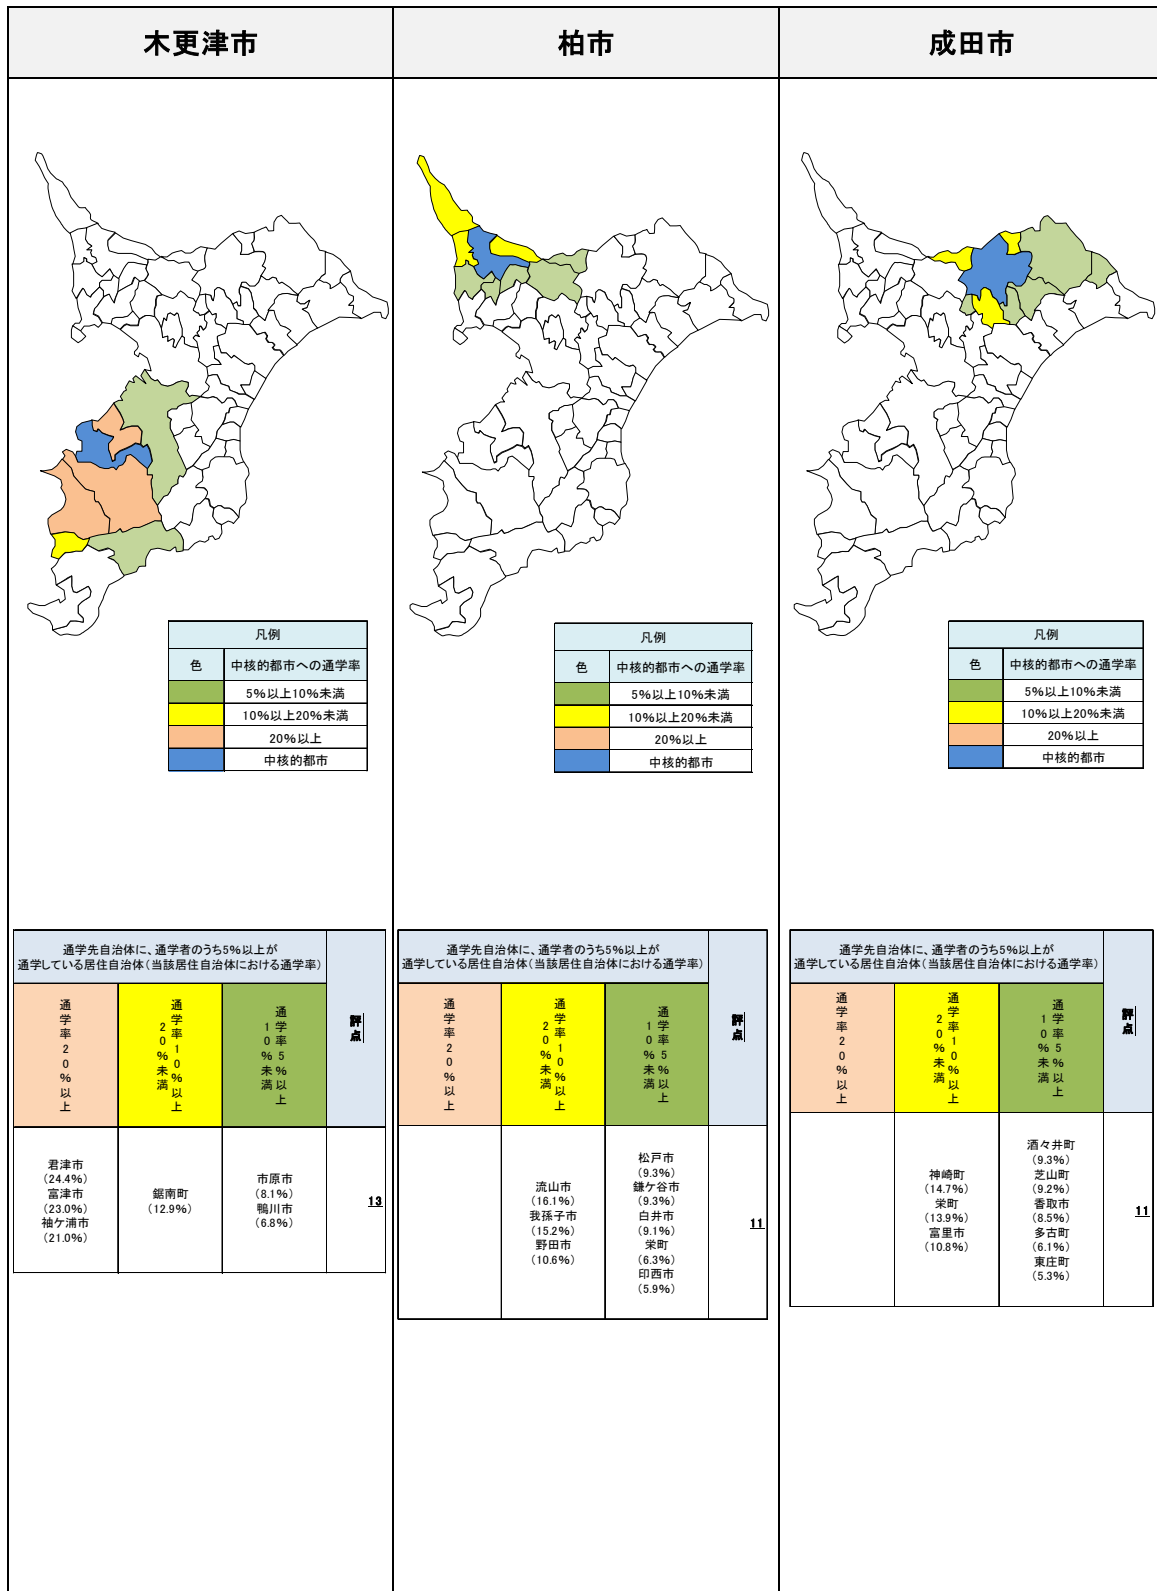 木更津市
柏市
成田市
凡例
色
中核的都市への通学率
5%以上10%未満
10%以上20%未満
20%以上
中核的都市
凡例
色
中核的都市への通学率
5%以上10%未満
10%以上20%未満
20%以上
中核的都市
凡例
色
中核的都市への通学率
5%以上10%未満
10%以上20%未満
20%以上
中核的都市
通学先自治体に、通学者のうち5%以上が
通学している居住自治体(当該居住自治体における通学率)
評点
通学率20%以上
通学率10%以上
20%未満
通学率5%以上
10%未満
君津市
(24.4%)
富津市
(23.0%)
袖ケ浦市
(21.0%)
鋸南町
(12.9%)
市原市
(8.1%)
鴨川市
(6.8%)
13
通学先自治体に、通学者のうち5%以上が
通学している居住自治体(当該居住自治体における通学率)
評点
通学率20%以上
通学率10%以上
20%未満
通学率5%以上
10%未満
流山市
(16.1%)
我孫子市
(15.2%)
野田市
(10.6%)
松戸市
(9.3%)
鎌ケ谷市
(9.3%)
白井市
(9.1%)
栄町
(6.3%)
印西市
(5.9%)
11
通学先自治体に、通学者のうち5%以上が
通学している居住自治体(当該居住自治体における通学率)
評点
通学率20%以上
通学率10%以上
20%未満
通学率5%以上
10%未満
神崎町
(14.7%)
栄町
(13.9%)
富里市
(10.8%)
酒々井町
(9.3%)
芝山町
(9.2%)
香取市
(8.5%)
多古町
(6.1%)
東庄町
(5.3%)
11